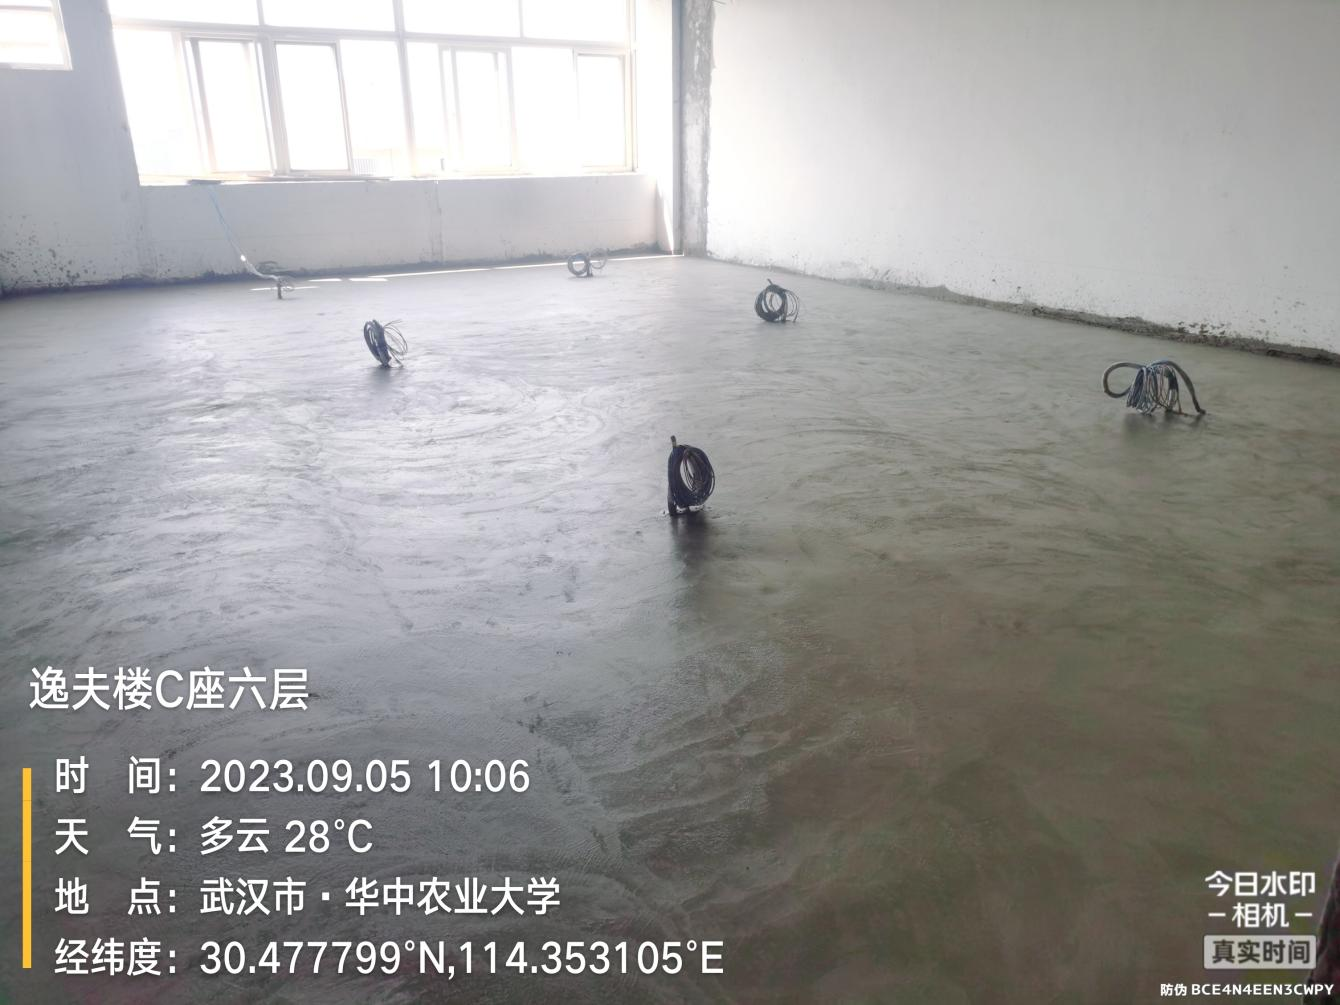 逸夫楼C座六层
时 间：2023.09.05 10:06
天 气：多云 28°C
地 点：武汉市·华中农业大学
经纬度：30.477799°N,114.353105°E
今日水印
-相机-
真实时间
防伪 BCE4N4EEN3CWPY